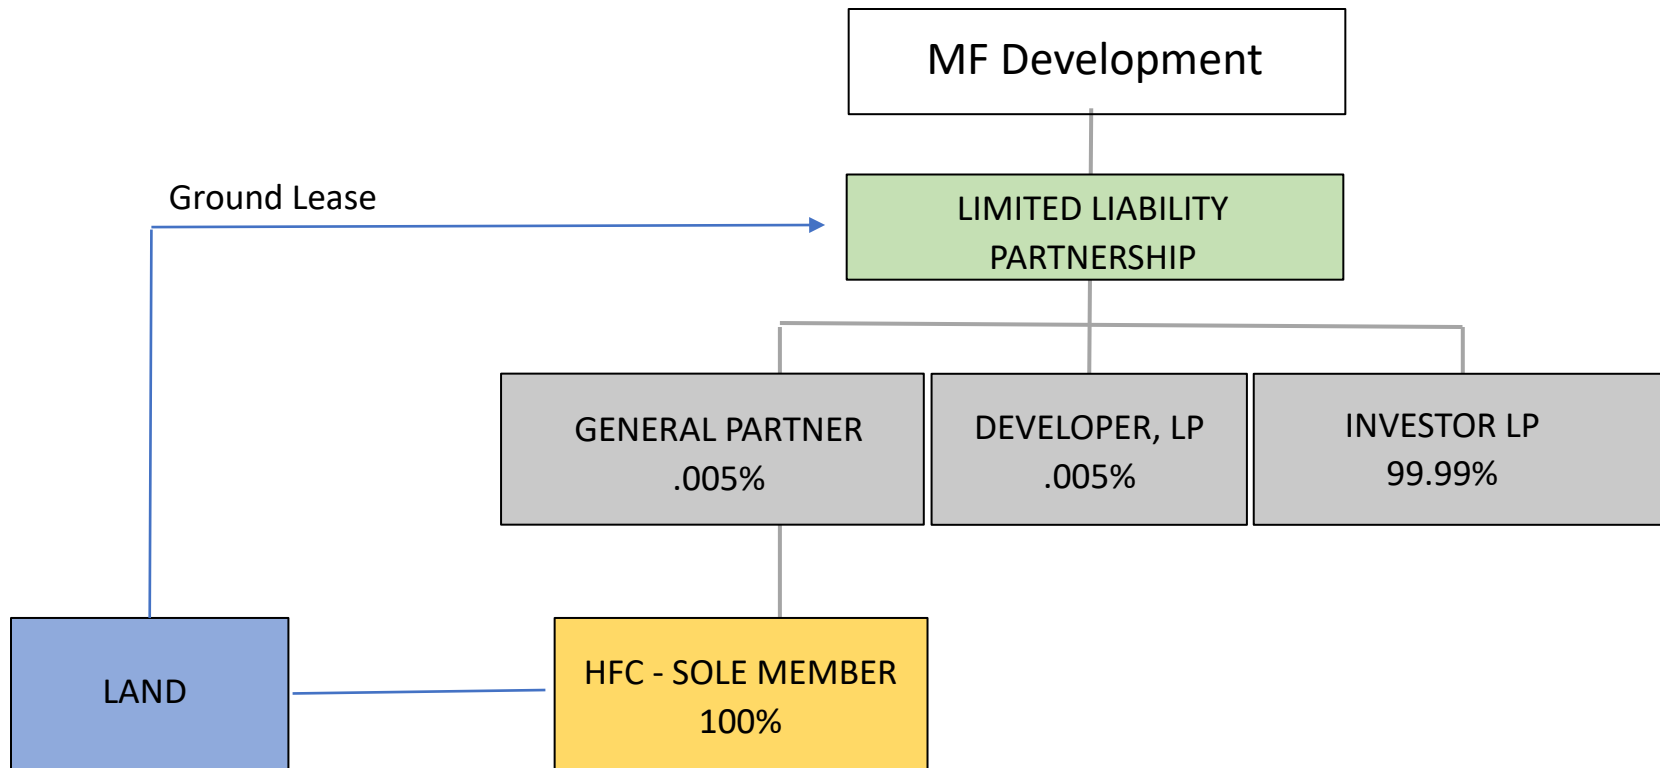 MF Development
Ground Lease
LIMITED LIABILITY
PARTNERSHIP
GENERAL PARTNER
.005%
DEVELOPER, LP
.005%
INVESTOR LP
99.99%
LAND
HFC - SOLE MEMBER
100%